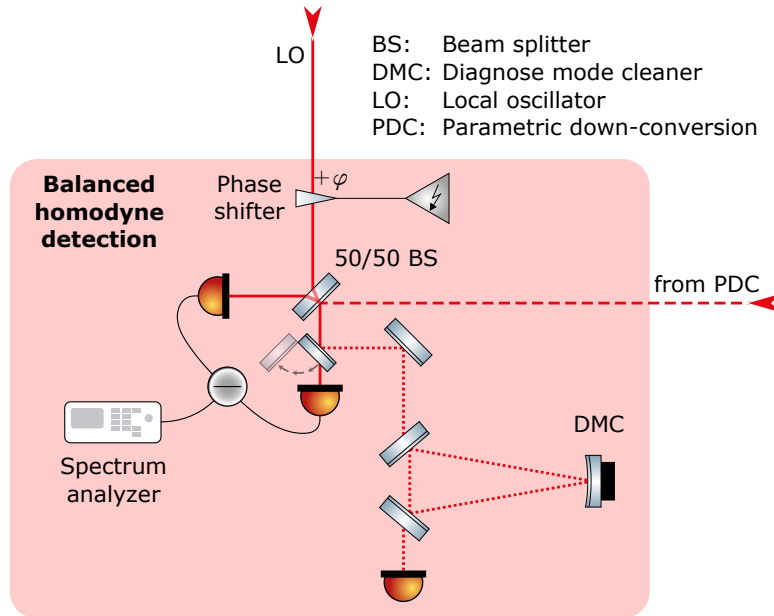 LO
BS: Beam splitter
DMC: Diagnose mode cleaner
LO: Local oscillator
PDC: Parametric down-conversion
Balanced
homodyne
detection
Phase
shifter
+φ
50/50 BS
from PDC
DMC
Spectrum
analyzer